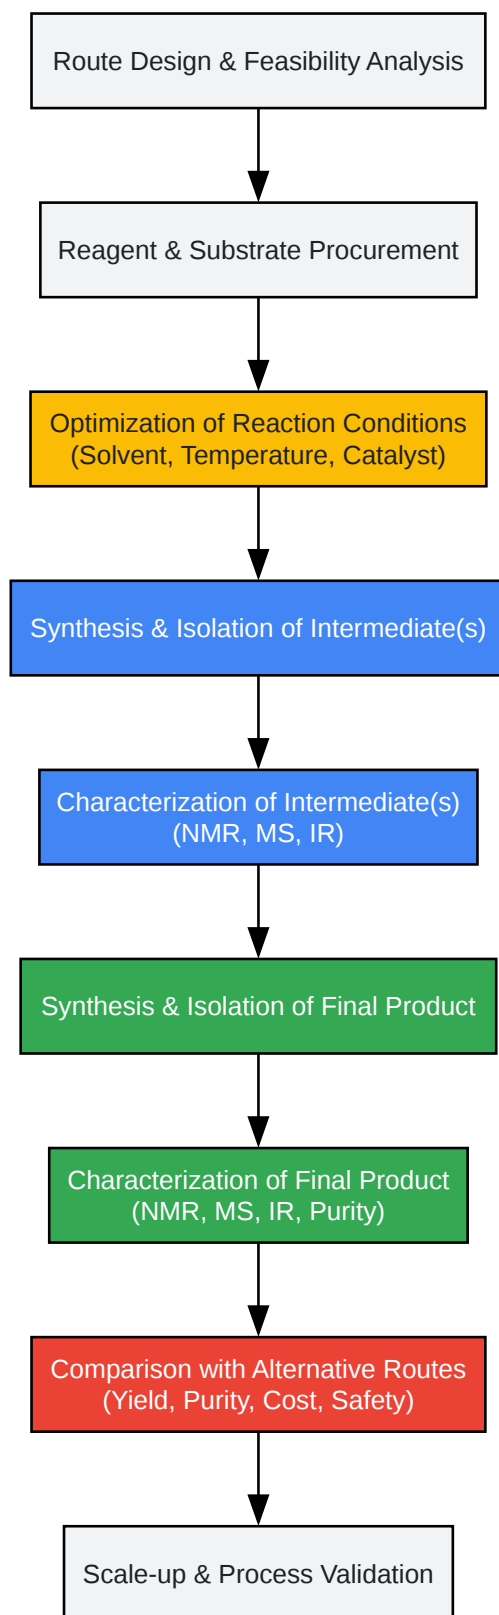 Route Design & Feasibility Analysis
Reagent & Substrate Procurement
Optimization of Reaction Conditions
(Solvent, Temperature, Catalyst)
Synthesis & Isolation of Intermediate(s)
Characterization of Intermediate(s)
(NMR, MS, IR)
Synthesis & Isolation of Final Product
Characterization of Final Product
(NMR, MS, IR, Purity)
Comparison with Alternative Routes
(Yield, Purity, Cost, Safety)
Scale-up & Process Validation